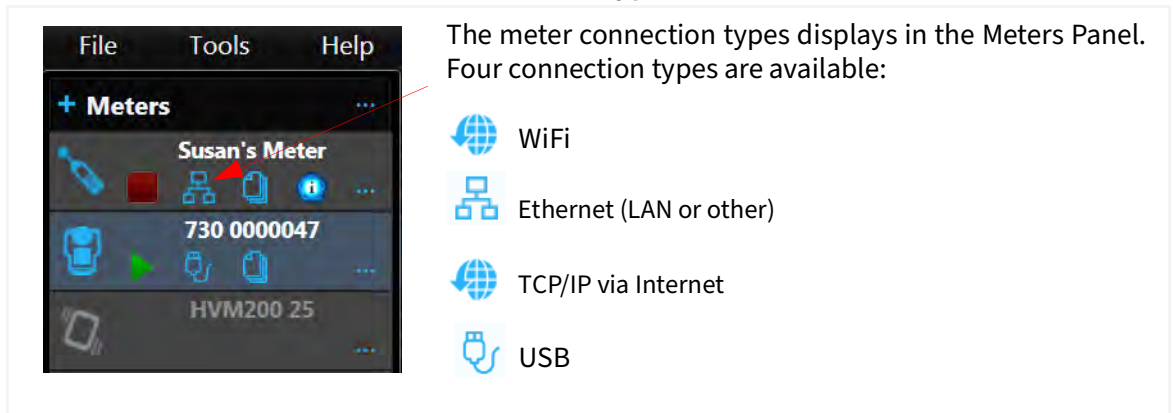 File Tools Help
+ Meters ...
Susan's Meter
i ...
730 0000047
...
HVM200 25
...
The meter connection types displays in the Meters Panel.
Four connection types are available:
WiFi
Ethernet (LAN or other)
TCP/IP via Internet
USB